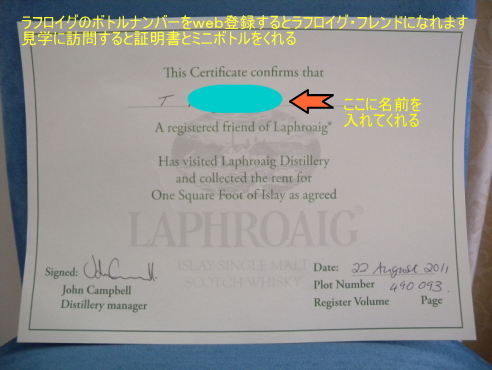 ラフロイグのボトルナンバーをweb登録するとラフロイグ・フレンドになれます
見学に訪問すると証明書とミニボトルをくれる
This Certificate confirms that
T
ここに名前を
入れてくれる
A registered friend of Laphroaig®
Has visited Laphroaig Distillery
and collected the rent for
One Square Foot of Islay as agreed
LAPHROAIG
ISLAY SINGLE MALT
SCOTCH WHISKY
Signed:
John Campbell
Distillery manager
Date: 22 August 2011
Plot Number 490 093.
Register Volume Page